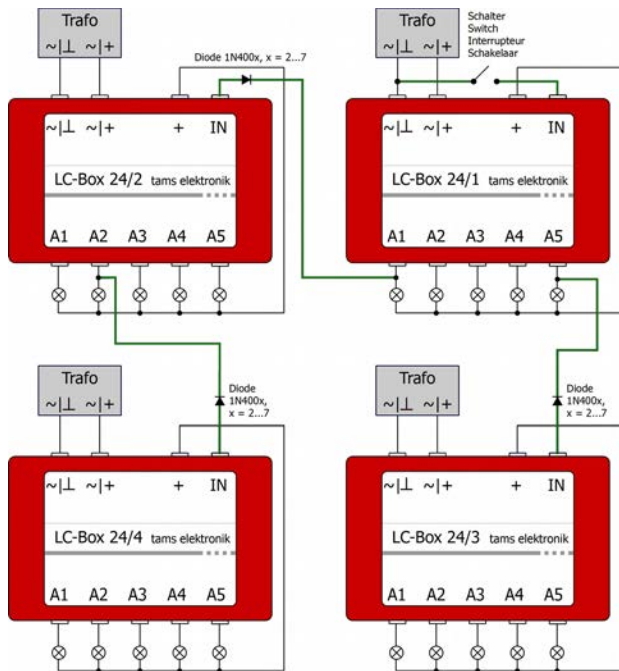 Trafo
~|⊥ ~|+
Diode 1N400x, x = 2...7
~|⊥ ~|+ + IN
LC-Box 24/2 tams elektronik
A1 A2 A3 A4 A5
Trafo
~|⊥ ~|+
Schalter
Switch
Interrupteur
Schakelaar
~|⊥ ~|+ + IN
LC-Box 24/1 tams elektronik
A1 A2 A3 A4 A5
Trafo
~|⊥ ~|+
Diode
1N400x,
x = 2...7
~|⊥ ~|+ + IN
LC-Box 24/4 tams elektronik
A1 A2 A3 A4 A5
Trafo
~|⊥ ~|+
Diode
1N400x,
x = 2...7
~|⊥ ~|+ + IN
LC-Box 24/3 tams elektronik
A1 A2 A3 A4 A5